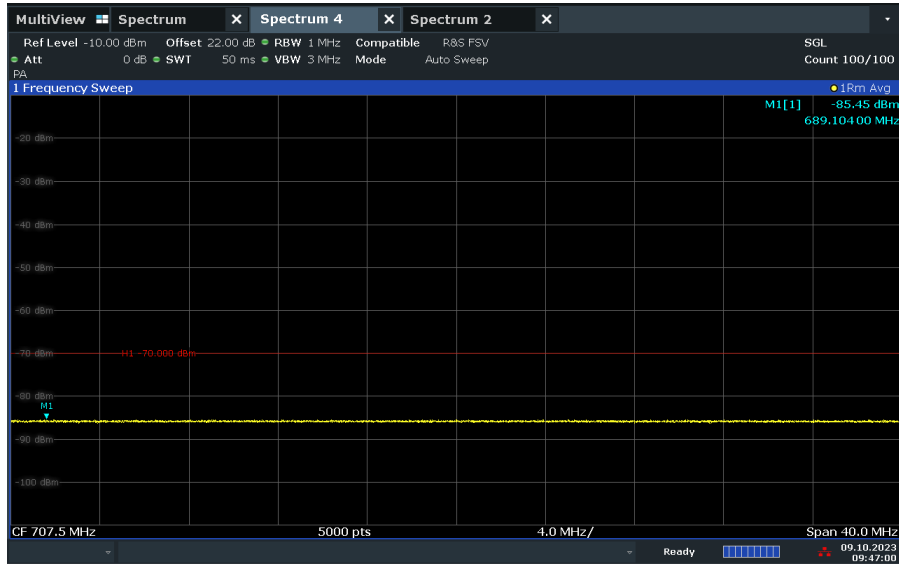 MultiView Spectrum Spectrum 4 Spectrum 2
Ref Level -10.00 dBm Offset 22.00 dB RBW 1 MHz Compatible R&S FSV SGL
Att 0 dB SWT 50 ms VBW 3 MHz Mode Auto Sweep Count 100/100
PA
1 Frequency Sweep 1Rm Avg
M1[1] -85.45 dBm
689.10400 MHz
-20 dBm
-30 dBm
-40 dBm
-50 dBm
-60 dBm
-70 dBm H1 -70.000 dBm
-80 dBm
M1
-90 dBm
-100 dBm
CF 707.5 MHz 5000 pts 4.0 MHz/ Span 40.0 MHz
Ready 09.10.2023
09:47:00